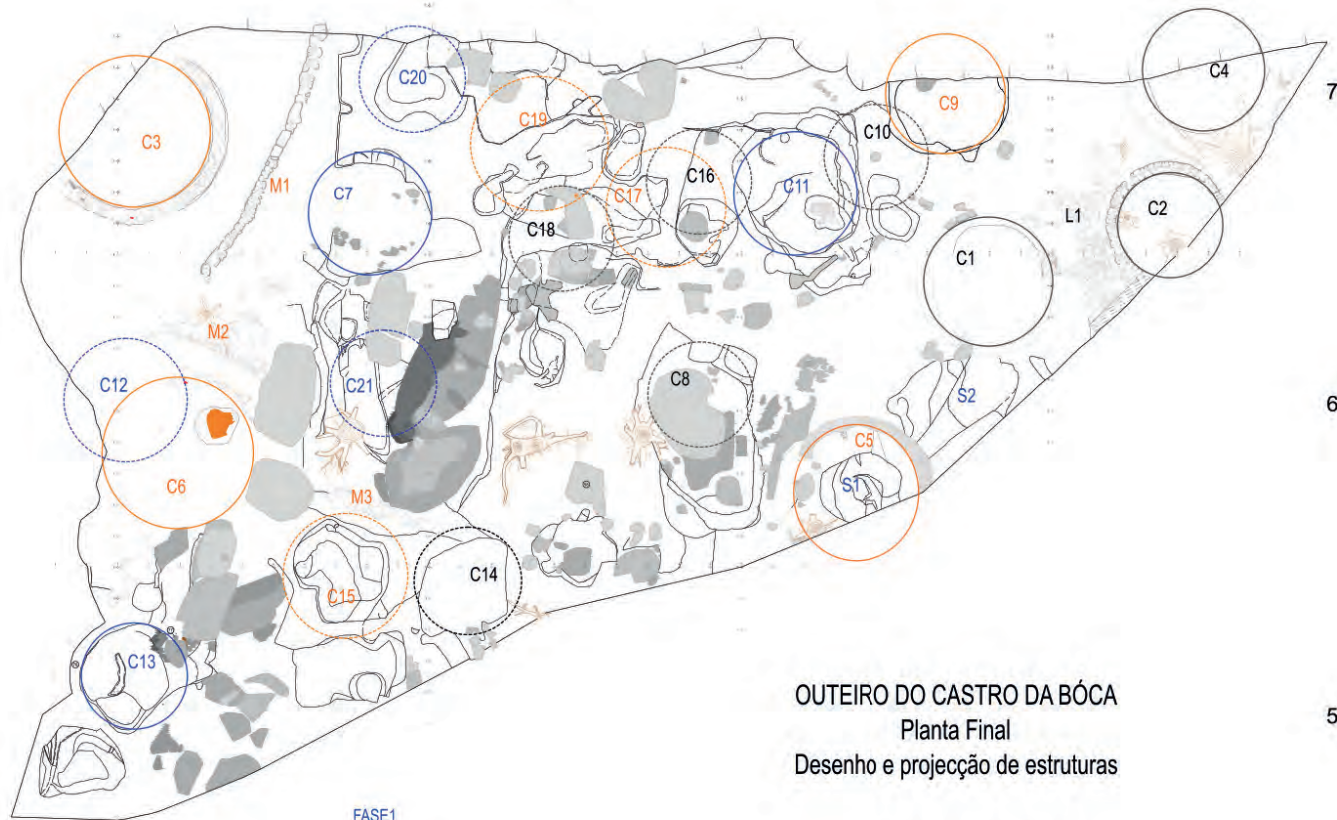 C4
C20
C9
7
C19
C3
C10
C16
M1
C7
C11
C17
L1
C2
C18
C1
M2
C12
C21
C8
S2
6
C5
C6
M3
S1
C14
C15
C13
OUTEIRO DO CASTRO DA BÓCA
Planta Final
5
Desenho e projecção de estruturas
FASE1